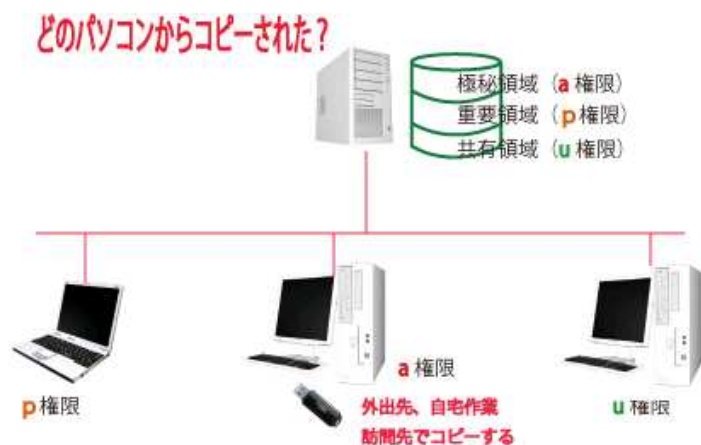 どのパソコンからコピーされた？
極秘領域（a 権限）
重要領域（p 権限）
共有領域（u 権限）
p 権限
a 権限
u 権限
外出先、自宅作業
訪問先でコピーする